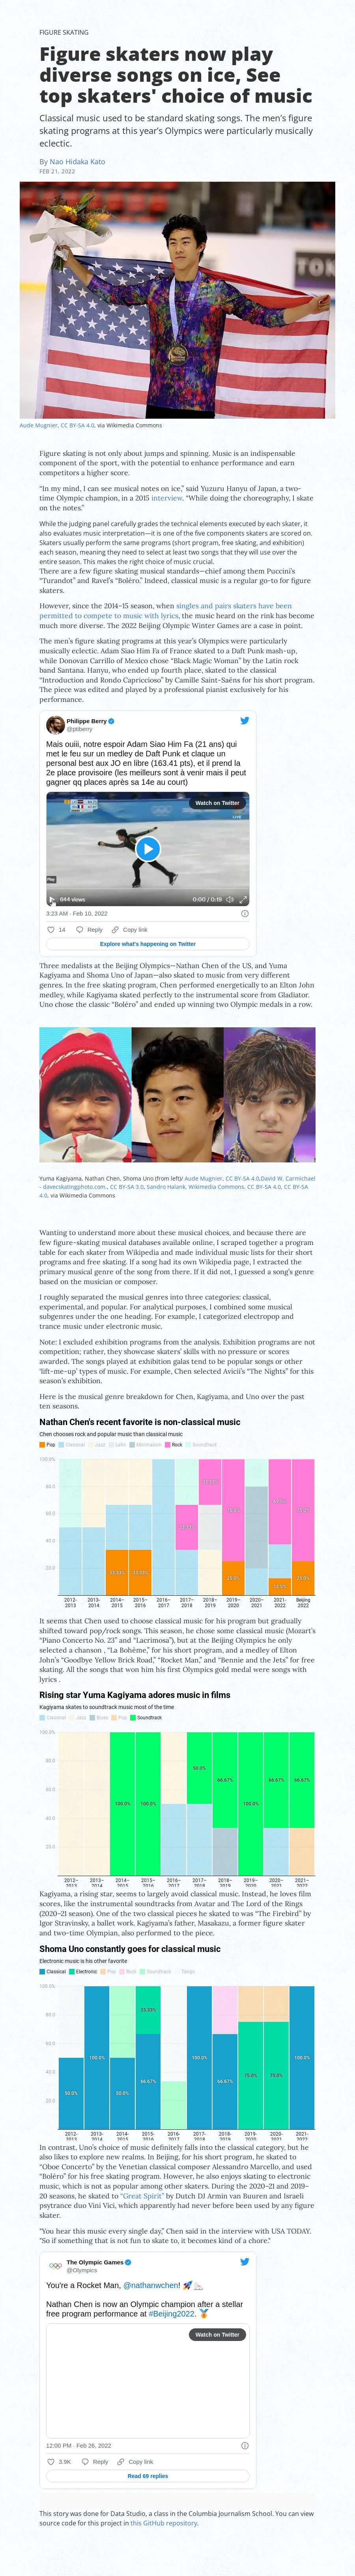 FIGURE SKATING
Figure skaters now play
diverse songs on ice, See
top skaters' choice of music
Classical music used to be standard skating songs. The men's figure
skating programs at this year's Olympics were particularly musically
eclectic.
By Nao Hidaka Kato
FEB 21, 2022
Aude Mugnier, CC BY-SA 4.0, via Wikimedia Commons
Figure skating is not only about jumps and spinning. Music is an indispensable
component of the sport, with the potential to enhance performance and earn
competitors a higher score.
"In my mind, I can see musical notes on ice," said Yuzuru Hanyu of Japan, a two-
time Olympic champion, in a 2015 interview. "While doing the choreography, I skate
on the notes."
While the judging panel carefully grades the technical elements executed by each skater, it
also evaluates music interpretation—it is one of the five components skaters are scored on.
Skaters usually perform the same programs (short program, free skating, and exhibition)
each season, meaning they need to select at least two songs that they will use over the
entire season. This makes the right choice of music crucial.
There are a few figure skating musical standards—chief among them Puccini's
"Turandot" and Ravel's "Boléro." Indeed, classical music is a regular go-to for figure
skaters.
However, since the 2014–15 season, when singles and pairs skaters have been
permitted to compete to music with lyrics, the music heard on the risk has become
much more diverse. The 2022 Beijing Olympic Winter Games are a case in point.
The men's figure skating programs at this year's Olympics were particularly
musically eclectic. Adam Siao Him Fa of France skated to a Daft Punk mash-up,
while Donovan Carrillo of Mexico chose "Black Magic Woman" by the Latin rock
band Santana. Hanyu, who ended up fourth place, skated to the classical
"Introduction and Rondo Capriccioso" by Camille Saint-Saëns for his short program.
The piece was edited and played by a professional pianist exclusively for his
performance.
Philippe Berry
@ptiberry
Mais ouiii, notre espoir Adam Siao Him Fa (21 ans) qui
met le feu sur un medley de Daft Punk et claque un
personal best aux JO en libre (163.41 pts), et il prend la
2e place provisoire (les meilleurs sont à venir mais il peut
gagner qq places après sa 14e au court)
Watch on Twitter
LIVE
644 views
0:00 / 0:19
3:23 AM · Feb 10, 2022
14 Reply Copy link
Explore what's happening on Twitter
Three medalists at the Beijing Olympics—Nathan Chen of the US, and Yuma
Kagiyama and Shoma Uno of Japan—also skated to music from very different
genres. In the free skating program, Chen performed energetically to an Elton John
medley, while Kagiyama skated perfectly to the instrumental score from Gladiator.
Uno chose the classic "Boléro" and ended up winning two Olympic medals in a row.
Yuma Kagiyama, Nathan Chen, Shoma Uno (from left)/ Aude Mugnier, CC BY-SA 4.0,David W. Carmichael
- davecskatingphoto.com., CC BY-SA 3.0, Sandro Halank, Wikimedia Commons, CC BY-SA 4.0, CC BY-SA
4.0, via Wikimedia Commons
Wanting to understand more about these musical choices, and because there are
few figure-skating musical databases available online, I scraped together a program
table for each skater from Wikipedia and made individual music lists for their short
programs and free skating. If a song had its own Wikipedia page, I extracted the
primary musical genre of the song from there. If it did not, I guessed a song's genre
based on the musician or composer.
I roughly separated the musical genres into three categories: classical,
experimental, and popular. For analytical purposes, I combined some musical
subgenres under one heading. For example, I categorized electropop and
trance music under electronic music.
Note: I excluded exhibition programs from the analysis. Exhibition programs are not
competition; rather, they showcase skaters' skills with no pressure or scores
awarded. The songs played at exhibition galas tend to be popular songs or other
'lift-me-up' types of music. For example, Chen selected Avicii's "The Nights" for this
season's exhibition.
Here is the musical genre breakdown for Chen, Kagiyama, and Uno over the past
ten seasons.
Nathan Chen's recent favorite is non-classical music
Chen chooses rock and popular music than classical music
Pop Classical Jazz Latin Minimalism Rock Soundtrack
100.0%
80.0
60.0
40.0
20.0
33.33% 33.33% 33.33% 33.33% 75.0% 25.0% 12.5% 75.0% 25.0%
2012-2013 2013-2014 2014-2015 2015-2016 2016-2017 2017-2018 2018-2019 2019-2020 2020-2021 2021-2022 Beijing 2022
It seems that Chen used to choose classical music for his program but gradually
shifted toward pop/rock songs. This season, he chose more classical music (Mozart's
"Piano Concerto No. 23" and "Lacrimosa"), but at the Beijing Olympics he only
selected a chanson , "La Bohème," for his short program, and a medley of Elton
John's "Goodbye Yellow Brick Road," "Rocket Man," and "Bennie and the Jets" for free
skating. All the songs that won him his first Olympic gold medal were songs with
lyrics .
Rising star Yuma Kagiyama adores music in films
Kagiyama skates to soundtrack music most of the time
Classical Jazz Blues Pop Soundtrack
100.0%
80.0
60.0
40.0
20.0
100.0% 100.0% 50.0% 66.67% 100.0% 66.67% 66.67%
2012-2013 2013-2014 2014-2015 2015-2016 2016-2017 2017-2018 2018-2019 2019-2020 2020-2021 2021-2022
Kagiyama, a rising star, seems to largely avoid classical music. Instead, he loves film
scores, like the instrumental soundtracks from Avatar and The Lord of the Rings
(2020–21 season). One of the two classical pieces he skated to was "The Firebird" by
Igor Stravinsky, a ballet work. Kagiyama's father, Masakazu, a former figure skater
and two-time Olympian, also performed to the piece.
Shoma Uno constantly goes for classical music
Electronic music is his other favorite
Classical Electronic Pop Rock Soundtrack Tango
100.0%
80.0
60.0
40.0
20.0
50.0% 100.0% 50.0% 33.33% 66.67% 100.0% 66.67% 75.0% 75.0% 100.0%
2012-2013 2013-2014 2014-2015 2015-2016 2016-2017 2017-2018 2018-2019 2019-2020 2020-2021 2021-2022
In contrast, Uno's choice of music definitely falls into the classical category, but he
also likes to explore new realms. In Beijing, for his short program, he skated to
"Oboe Concerto" by the Venetian classical composer Alessandro Marcello, and used
"Boléro" for his free skating program. However, he also enjoys skating to electronic
music, which is not as popular among other skaters. During the 2020–21 and 2019–
20 seasons, he skated to "Great Spirit" by Dutch DJ Armin van Buuren and Israeli
psytrance duo Vini Vici, which apparently had never before been used by any figure
skater.
"You hear this music every single day," Chen said in the interview with USA TODAY.
"So if something that is not fun to skate to, it becomes kind of a chore."
The Olympic Games
@Olympics
You're a Rocket Man, @nathanwchen! 🚀⛸
Nathan Chen is now an Olympic champion after a stellar
free program performance at #Beijing2022. 🥇
Watch on Twitter
12:00 PM · Feb 26, 2022
3.9K Reply Copy link
Read 69 replies
This story was done for Data Studio, a class in the Columbia Journalism School. You can view
source code for this project in this GitHub repository.